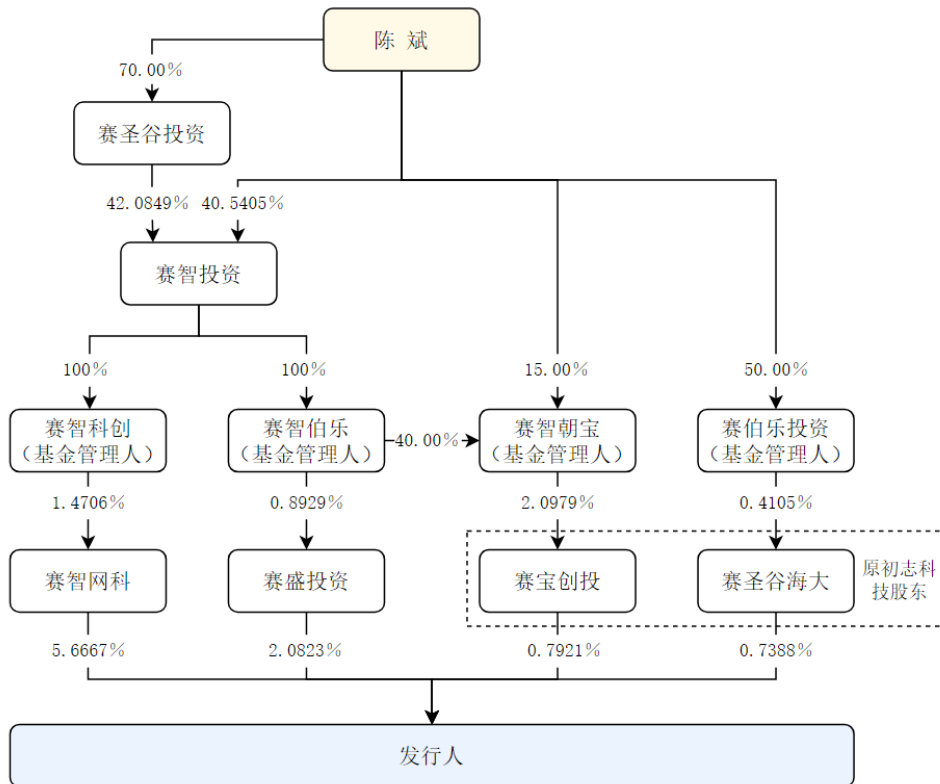 陈 斌
70.00%
赛圣谷投资
42.0849%
40.5405%
赛智投资
100%
100%
15.00%
50.00%
赛智科创
（基金管理人）
赛智伯乐
（基金管理人）
40.00%
赛智朝宝
（基金管理人）
赛伯乐投资
（基金管理人）
1.4706%
0.8929%
2.0979%
0.4105%
赛智网科
赛盛投资
赛宝创投
赛圣谷海大
原初志科
技股东
5.6667%
2.0823%
0.7921%
0.7388%
发行人